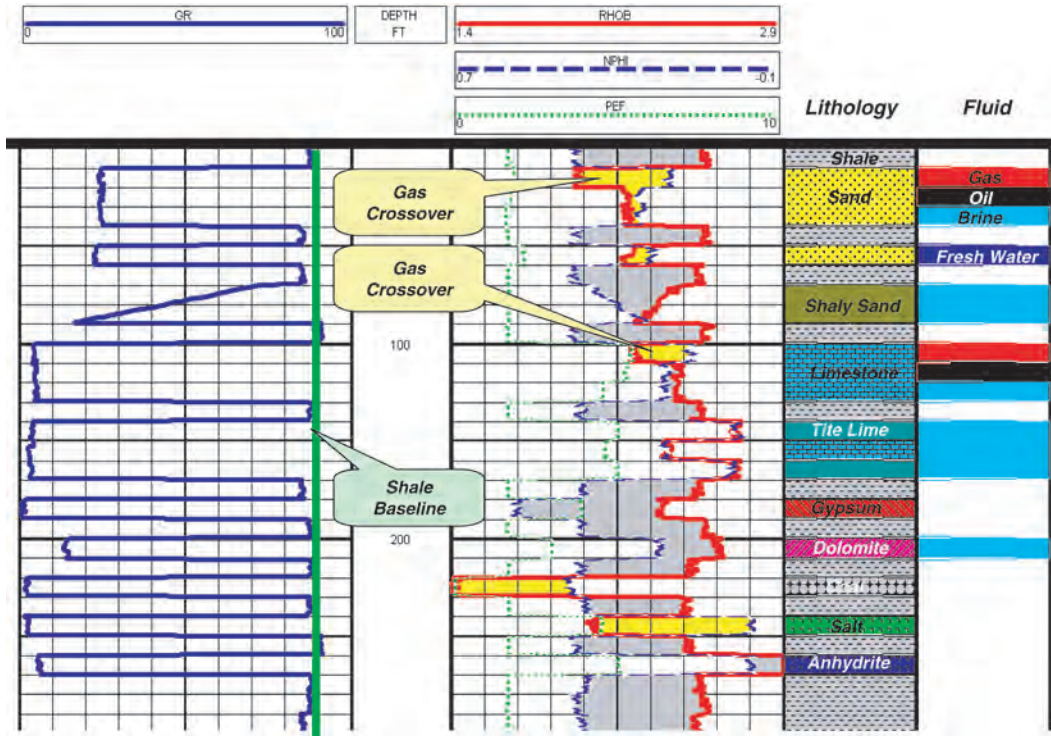 GR
0 100
DEPTH
FT
RHOB
1.4 2.9
NPHI
0.7 -0.1
PEF
0 10
Lithology
Fluid
Shale
Gas
Crossover
Sand
Gas
Oil
Brine
Gas
Crossover
Fresh Water
Shaly Sand
100
Limestone
Tite Lime
Shale
Baseline
Gypsum
200
Dolomite
Salt
Anhydrite